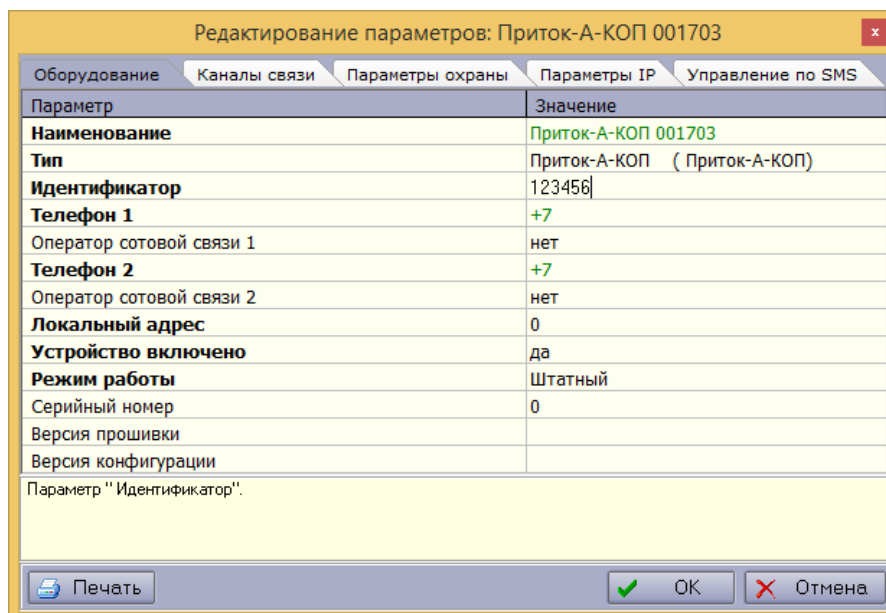 Редактирование параметров: Приток-А-КОП 001703
x
Оборудование Каналы связи Параметры охраны Параметры IP Управление по SMS
Параметр Значение
Наименование Приток-А-КОП 001703
Тип Приток-А-КОП ( Приток-А-КОП)
Идентификатор 123456
Телефон 1 +7
Оператор сотовой связи 1 нет
Телефон 2 +7
Оператор сотовой связи 2 нет
Локальный адрес 0
Устройство включено да
Режим работы Штатный
Серийный номер 0
Версия прошивки
Версия конфигурации
Параметр "Идентификатор".
Печать OK Отмена